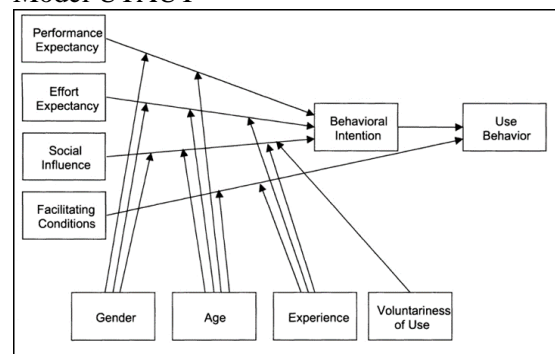 Model UTAUT
Performance
Expectancy
Effort
Expectancy
Social
Influence
Facilitating
Conditions
Behavioral
Intention
Use
Behavior
Gender
Age
Experience
Voluntariness
of Use